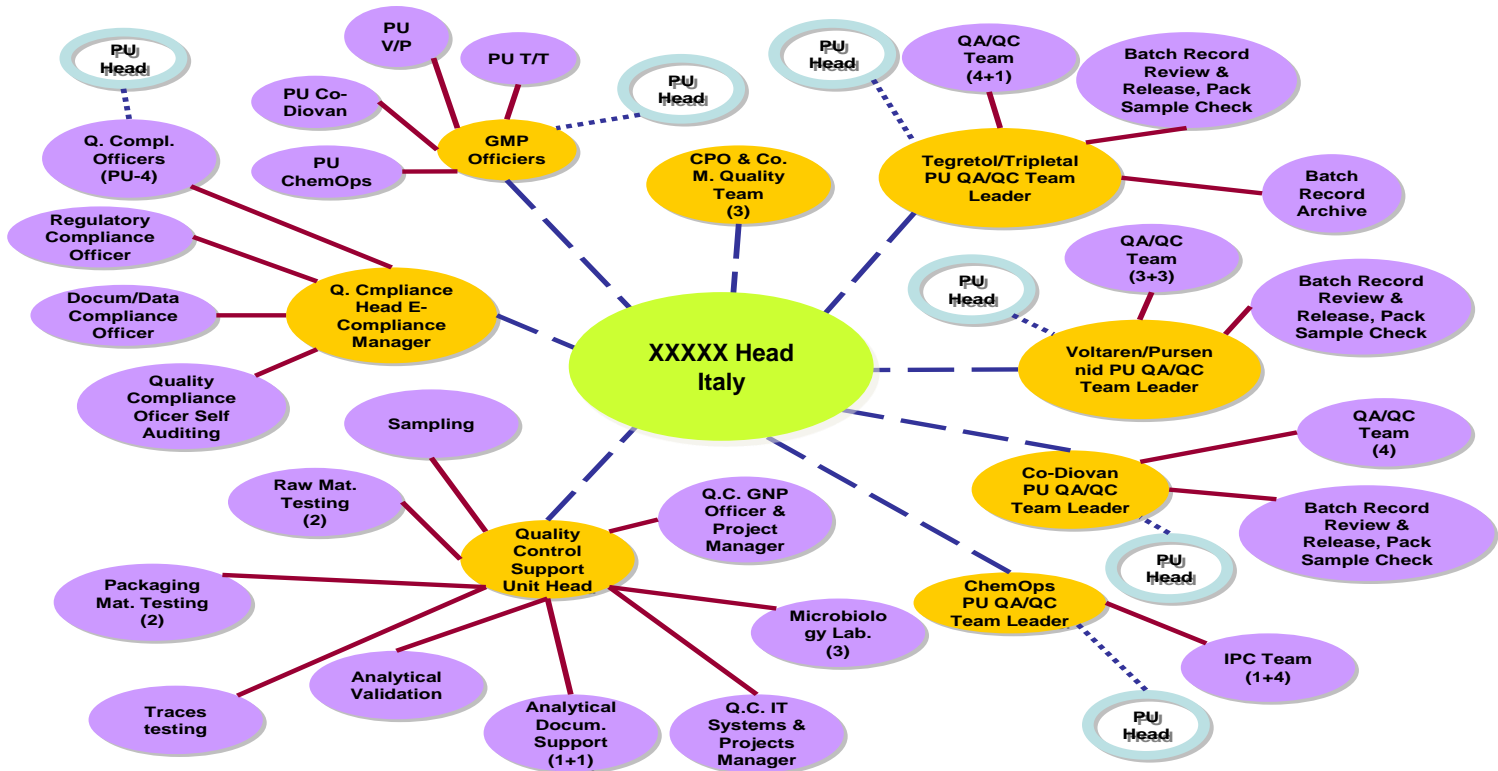 PU
Head
PU
V/P
PU T/T
PU Co-
Diovan
PU
ChemOps
GMP
Officiers
PU
Head
Q. Compl.
Officers
(PU-4)
Regulatory
Compliance
Officer
Docum/Data
Compliance
Officer
Quality
Compliance
Oficer Self
Auditing
Q. Cmpliance
Head E-
Compliance
Manager
CPO & Co.
M. Quality
Team
(3)
PU
Head
QA/QC
Team
(4+1)
Batch Record
Review &
Release, Pack
Sample Check
Tegretol/Tripletal
PU QA/QC Team
Leader
Batch
Record
Archive
XXXXX Head
Italy
PU
Head
QA/QC
Team
(3+3)
Batch Record
Review &
Release, Pack
Sample Check
Voltaren/Pursen
nid PU QA/QC
Team Leader
QA/QC
Team
(4)
Co-Diovan
PU QA/QC
Team Leader
Batch Record
Review &
Release, Pack
Sample Check
PU
Head
ChemOps
PU QA/QC
Team Leader
IPC Team
(1+4)
PU
Head
Sampling
Raw Mat.
Testing
(2)
Q.C. GNP
Officer &
Project
Manager
Quality
Control
Support
Unit Head
Packaging
Mat. Testing
(2)
Microbiolo
gy Lab.
(3)
Analytical
Validation
Traces
testing
Analytical
Docum.
Support
(1+1)
Q.C. IT
Systems &
Projects
Manager